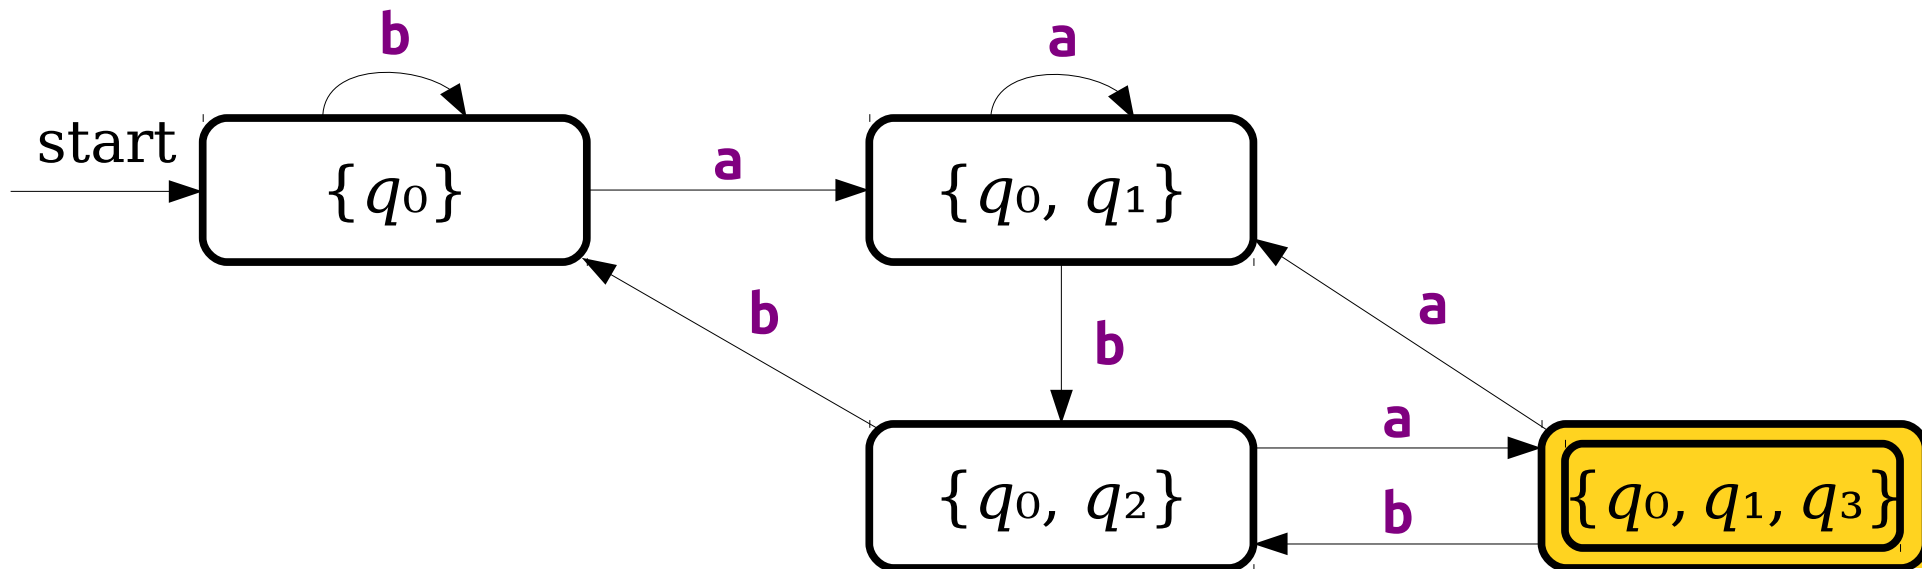 b
a
start
a
{q₀}
{q₀, q₁}
b
a
b
a
{q₀, q₂}
{q₀, q₁, q₃}
b